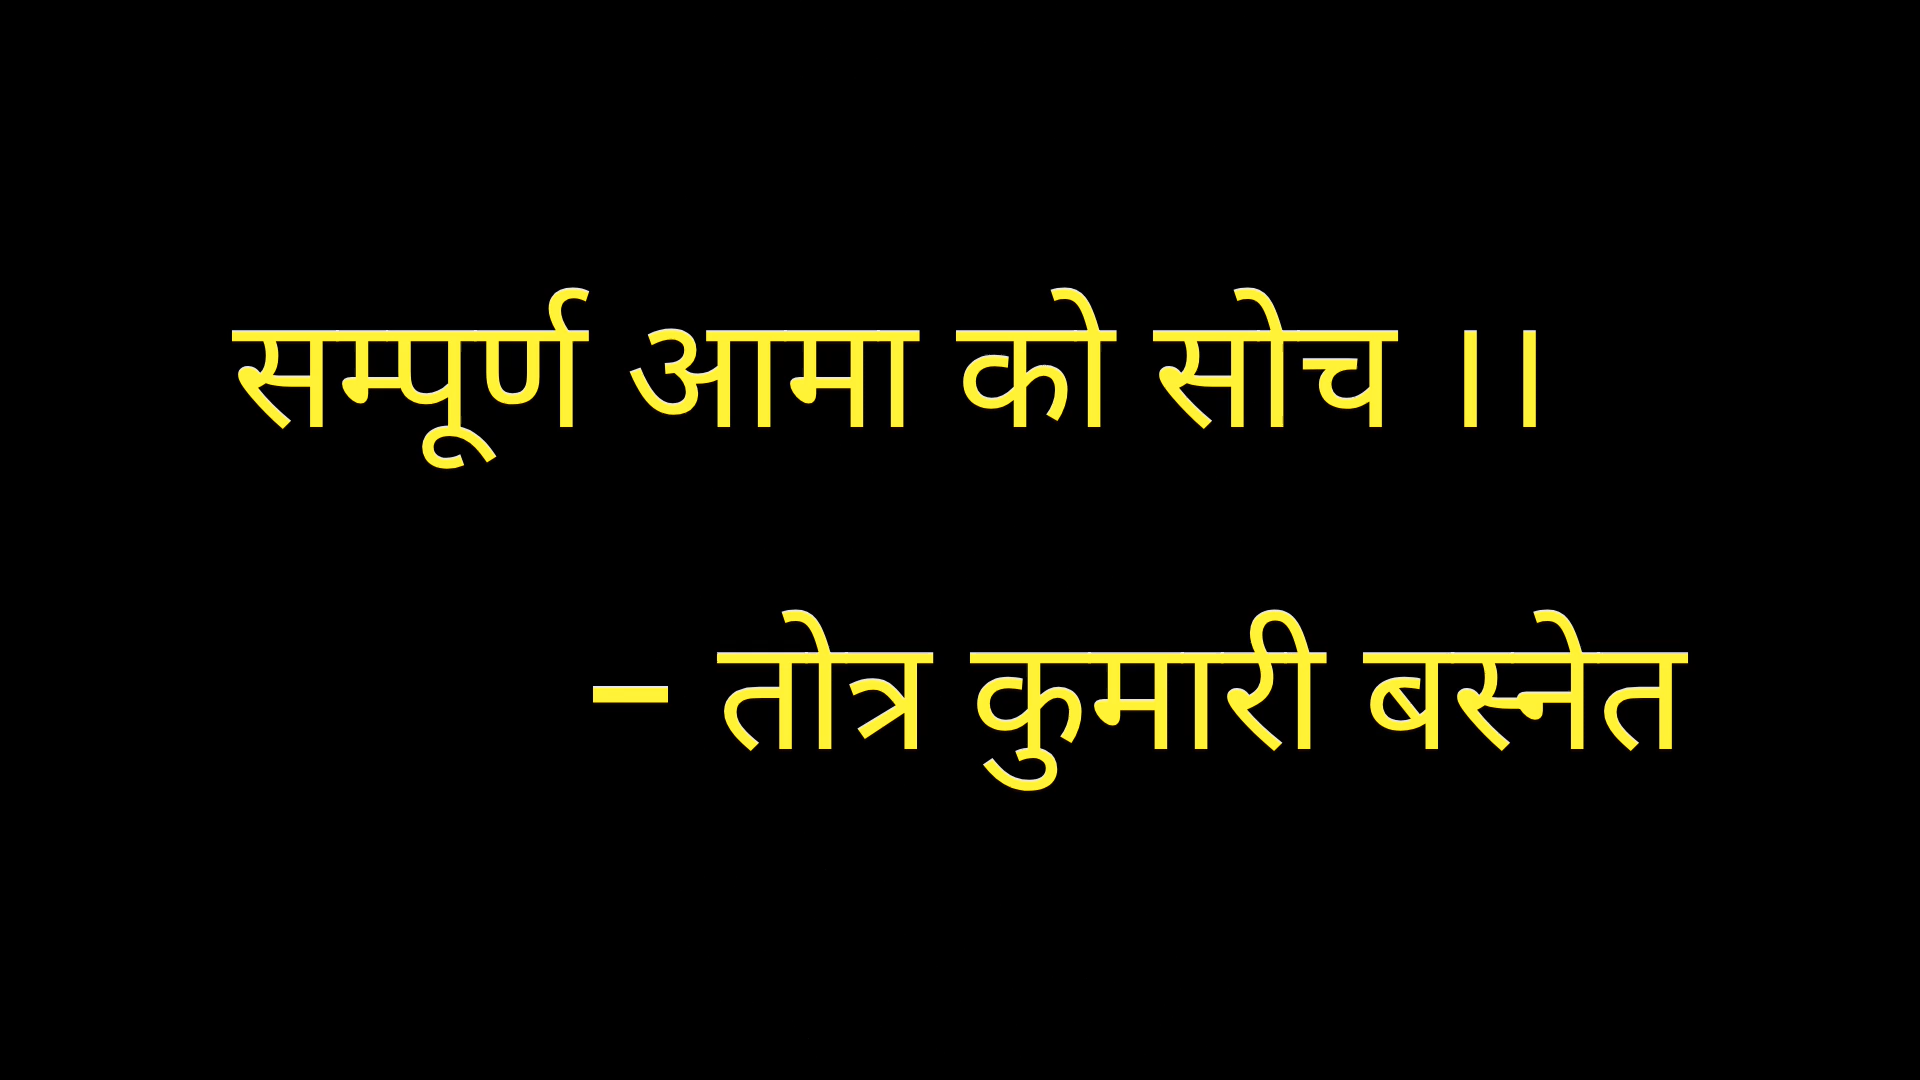 सम्पूर्ण आमा को सोच ।।
– तोत्र कुमारी बस्नेत